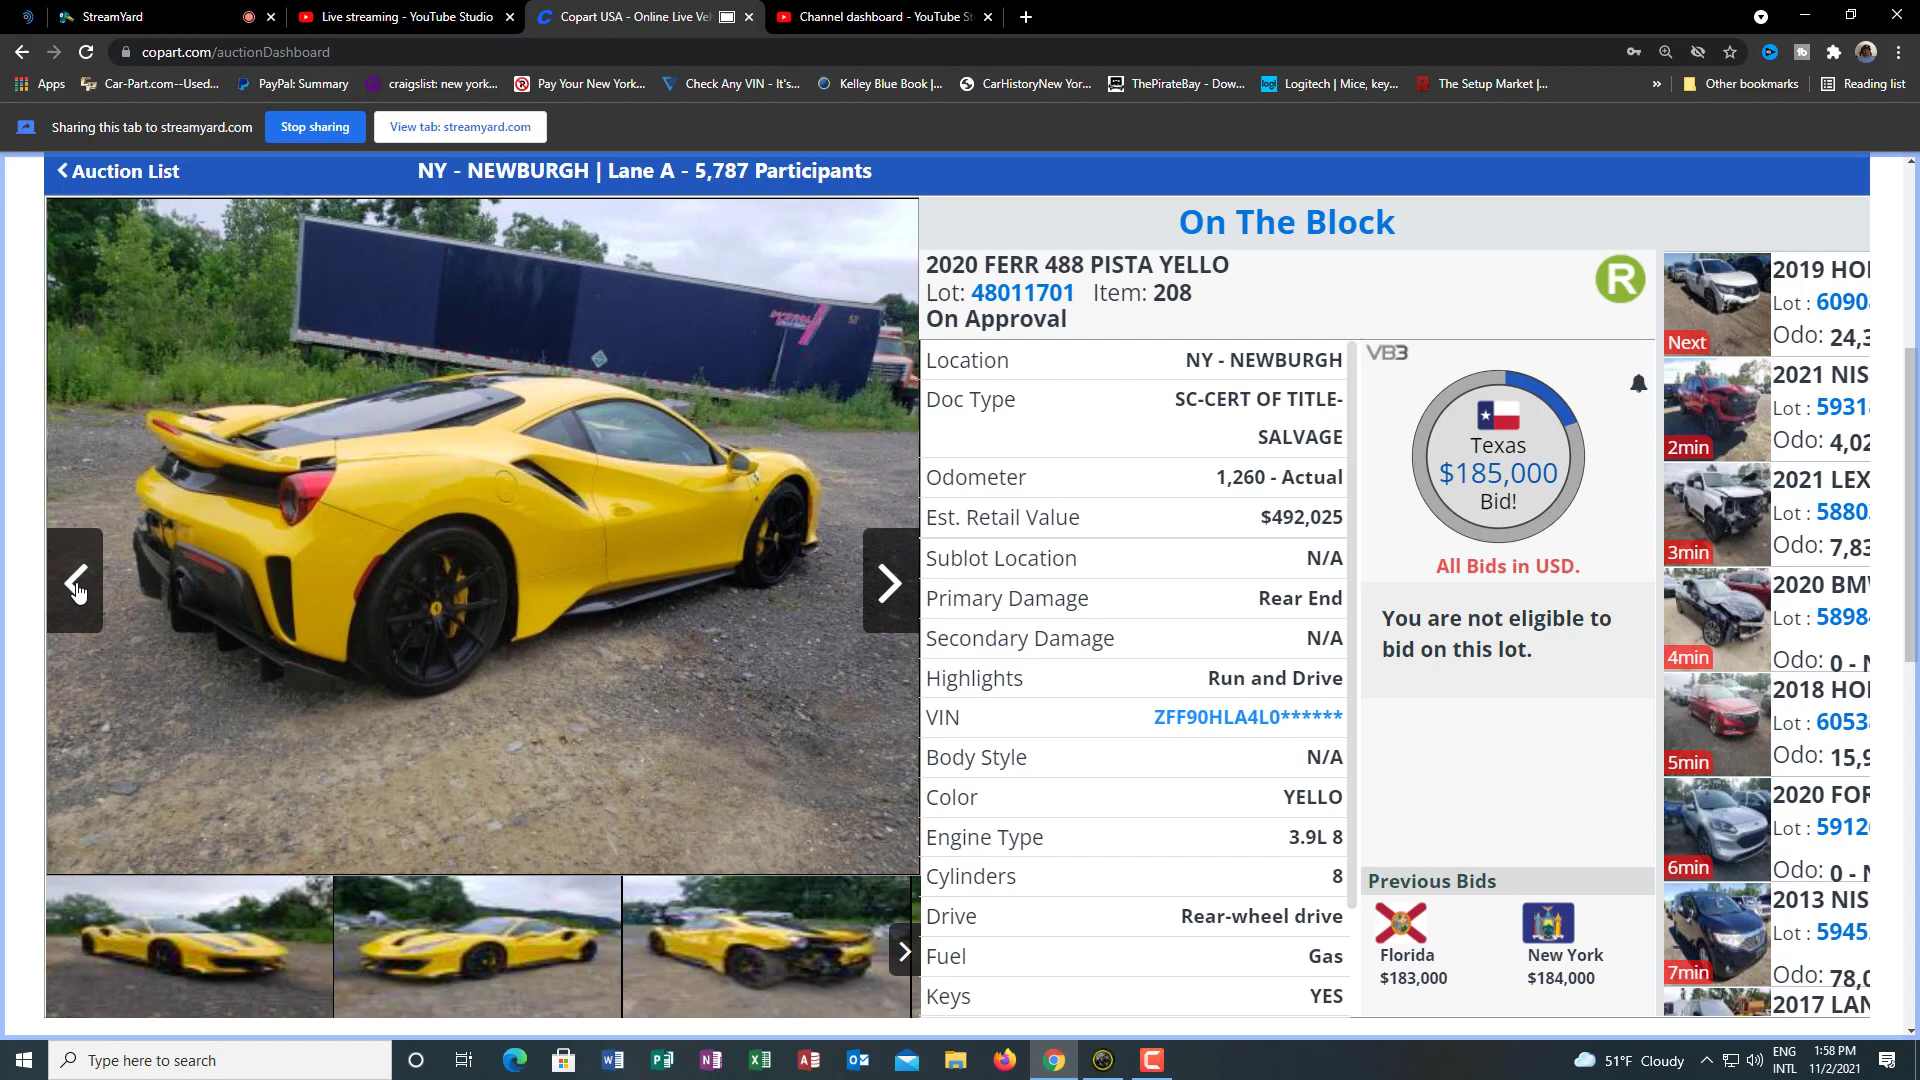 StreamYard
Live streaming - YouTube Studio
Copart USA - Online Live Veh
Channel dashboard - YouTube St
copart.com/auctionDashboard
Apps
Car-Part.com--Used...
PayPal Summary
craigslist: new york...
Pay Your New York...
Check Any VIN - It's...
Kelley Blue Book |...
CarHistoryNew Yor...
ThePirateBay - Dow...
Logitech | Mice, key...
The Setup Market |...
»
Other bookmarks
Reading list
Sharing this tab to streamyard.com
Stop sharing
View tab: streamyard.com
Auction List
NY - NEWBURGH | Lane A - 5,787 Participants
On The Block
2020 FERR 488 PISTA YELLO
Lot: 48011701 Item: 208
On Approval
R
Location NY - NEWBURGH
Doc Type SC-CERT OF TITLE-
SALVAGE
Odometer 1,260 - Actual
Est. Retail Value $492,025
Sublot Location N/A
Primary Damage Rear End
Secondary Damage N/A
Highlights Run and Drive
VIN ZFF90HLA4L0******
Body Style N/A
Color YELLO
Engine Type 3.9L 8
Cylinders 8
Drive Rear-wheel drive
Fuel Gas
Keys YES
VB3
Texas
$185,000
Bid!
All Bids in USD.
You are not eligible to
bid on this lot.
Previous Bids
Florida
$183,000
New York
$184,000
2019 HO
Lot : 6090
Odo: 24,3
Next
2021 NIS
Lot : 5931
Odo: 4,02
2min
2021 LEX
Lot : 5880
Odo: 7,83
3min
2020 BM
Lot : 5898
Odo: 0 - N
4min
2018 HO
Lot : 6053
Odo: 15,9
5min
2020 FOR
Lot : 5912
Odo: 0 - N
6min
2013 NIS
Lot : 5945
Odo: 78,0
7min
2017 LAN
Type here to search
51°F Cloudy
ENG
INTL
1:58 PM
11/2/2021